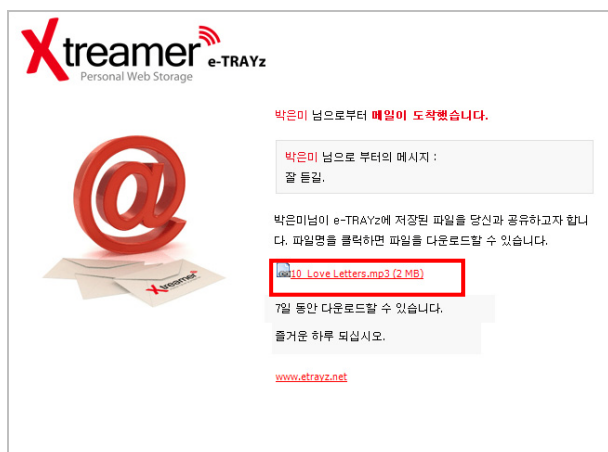 Xtreamer e-TRAYz
Personal Web Storage
박은미 님으로부터 메일이 도착했습니다.
박은미 님으로 부터의 메시지 :
잘 듣길.
박은미님이 e-TRAYz에 저장된 파일을 당신과 공유하고자 합니
다. 파일명을 클릭하면 파일을 다운로드할 수 있습니다.
10_Love Letters.mp3 (2 MB)
7일 동안 다운로드할 수 있습니다.
즐거운 하루 되십시오.
Xtreamer
www.etrayz.net